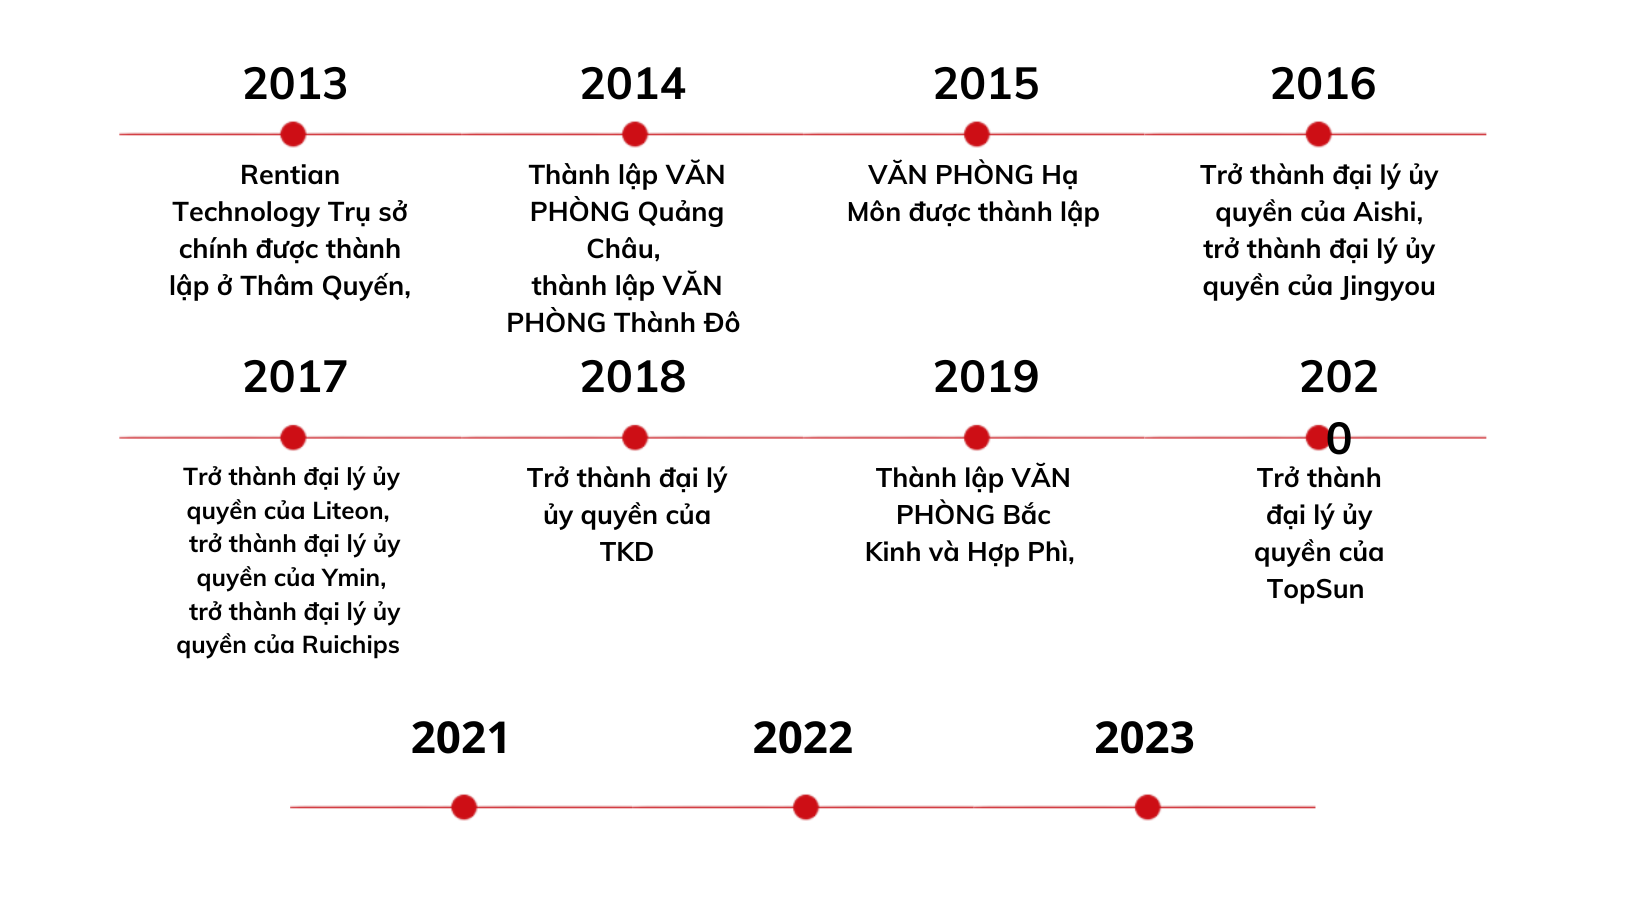 2013
Rentian
Technology Trụ sở
chính được thành
lập ở Thâm Quyến,
2014
Thành lập VĂN
PHÒNG Quảng
Châu,
thành lập VĂN
PHÒNG Thành Đô
2015
VĂN PHÒNG Hạ
Môn được thành lập
2016
Trở thành đại lý ủy
quyền của Aishi,
trở thành đại lý ủy
quyền của Jingyou
2017
Trở thành đại lý ủy
quyền của Liteon,
trở thành đại lý ủy
quyền của Ymin,
trở thành đại lý ủy
quyền của Ruichips
2018
Trở thành đại lý
ủy quyền của
TKD
2019
Thành lập VĂN
PHÒNG Bắc
Kinh và Hợp Phì,
202
0
Trở thành
đại lý ủy
quyền của
TopSun
2021
2022
2023